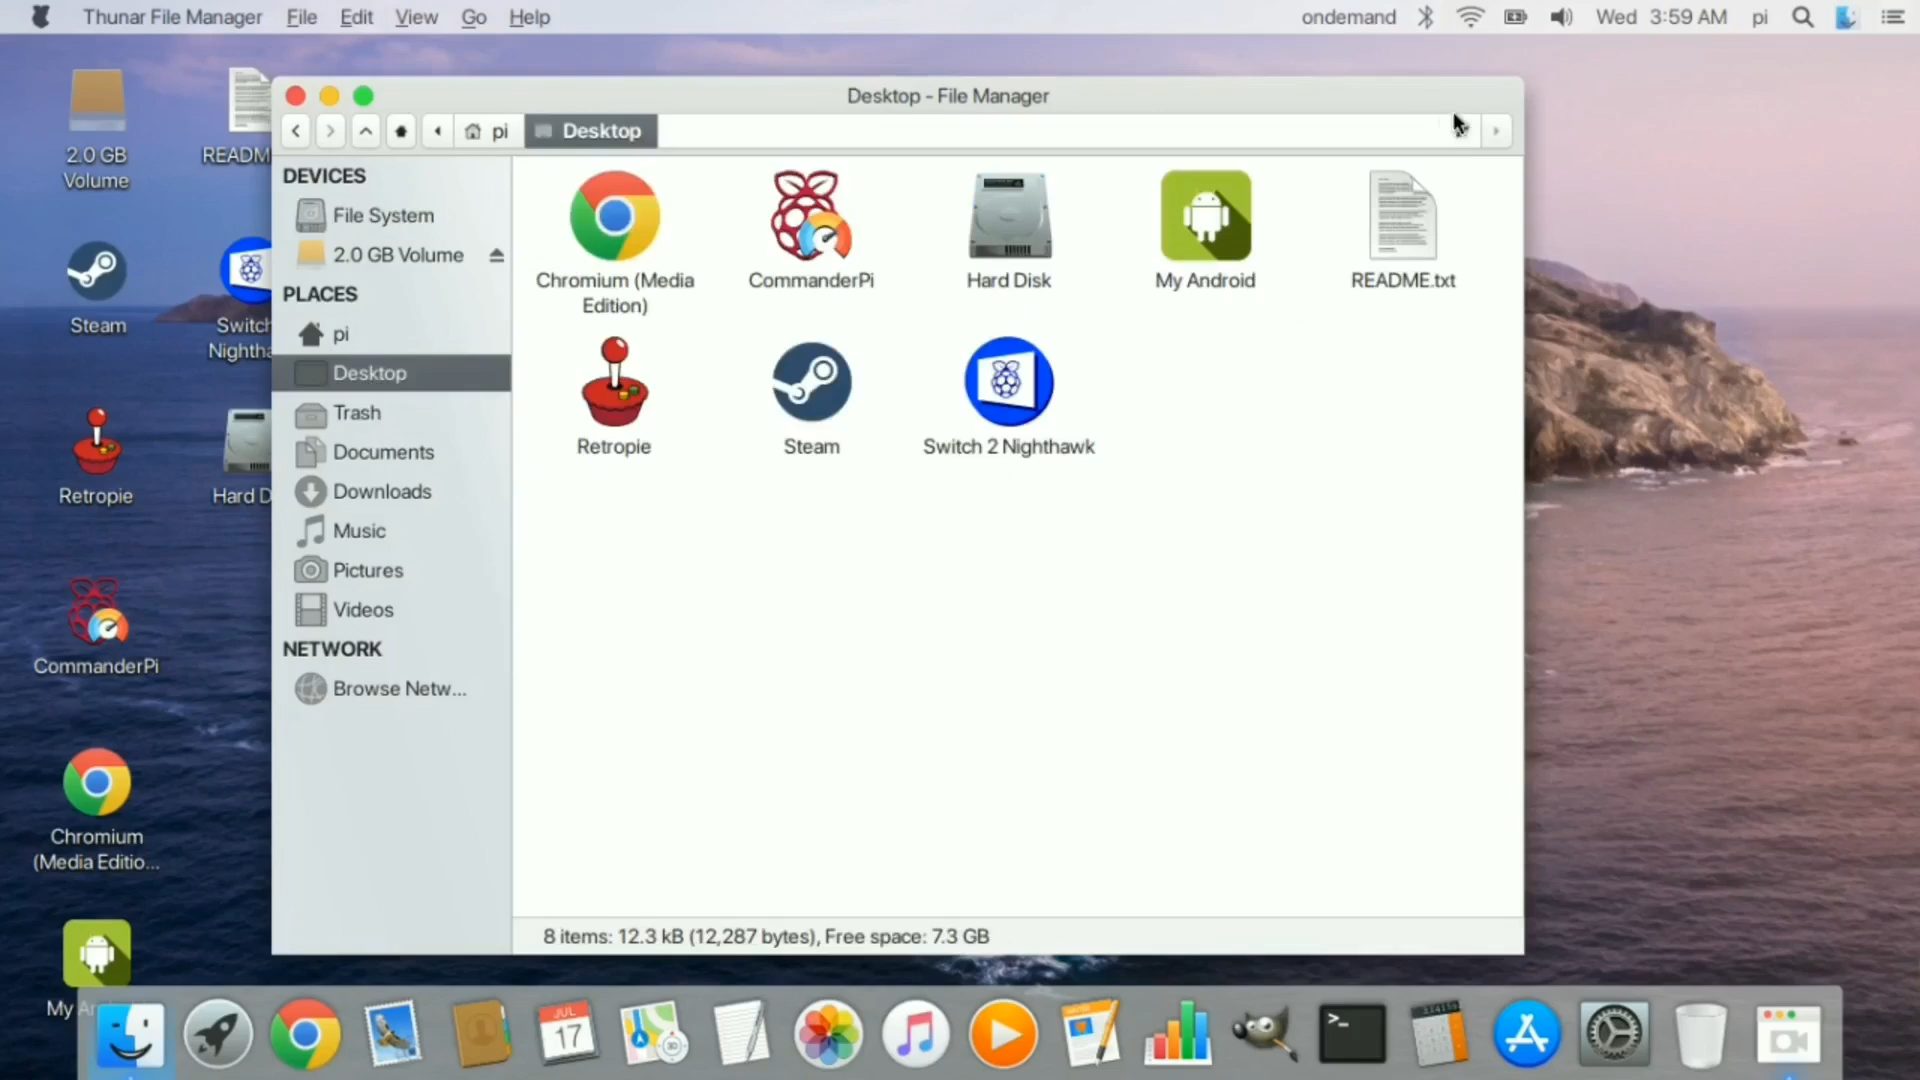 Thunar File Manager File Edit View Go Help ondemand Wed 3:59 AM pi
Desktop - File Manager
pi Desktop
DEVICES
File System
2.0 GB Volume
PLACES
pi
Desktop
Trash
Documents
Downloads
Music
Pictures
Videos
NETWORK
Browse Netw...
Chromium (Media
Edition)
CommanderPi
Hard Disk
My Android
README.txt
Retropie
Steam
Switch 2 Nighthawk
8 items: 12.3 kB (12,287 bytes), Free space: 7.3 GB
2.0 GB
Volume
READM
Steam
Switch
Nightha
Retropie
Hard D
CommanderPi
Chromium
(Media Editio...
My A
JUL
17
>_